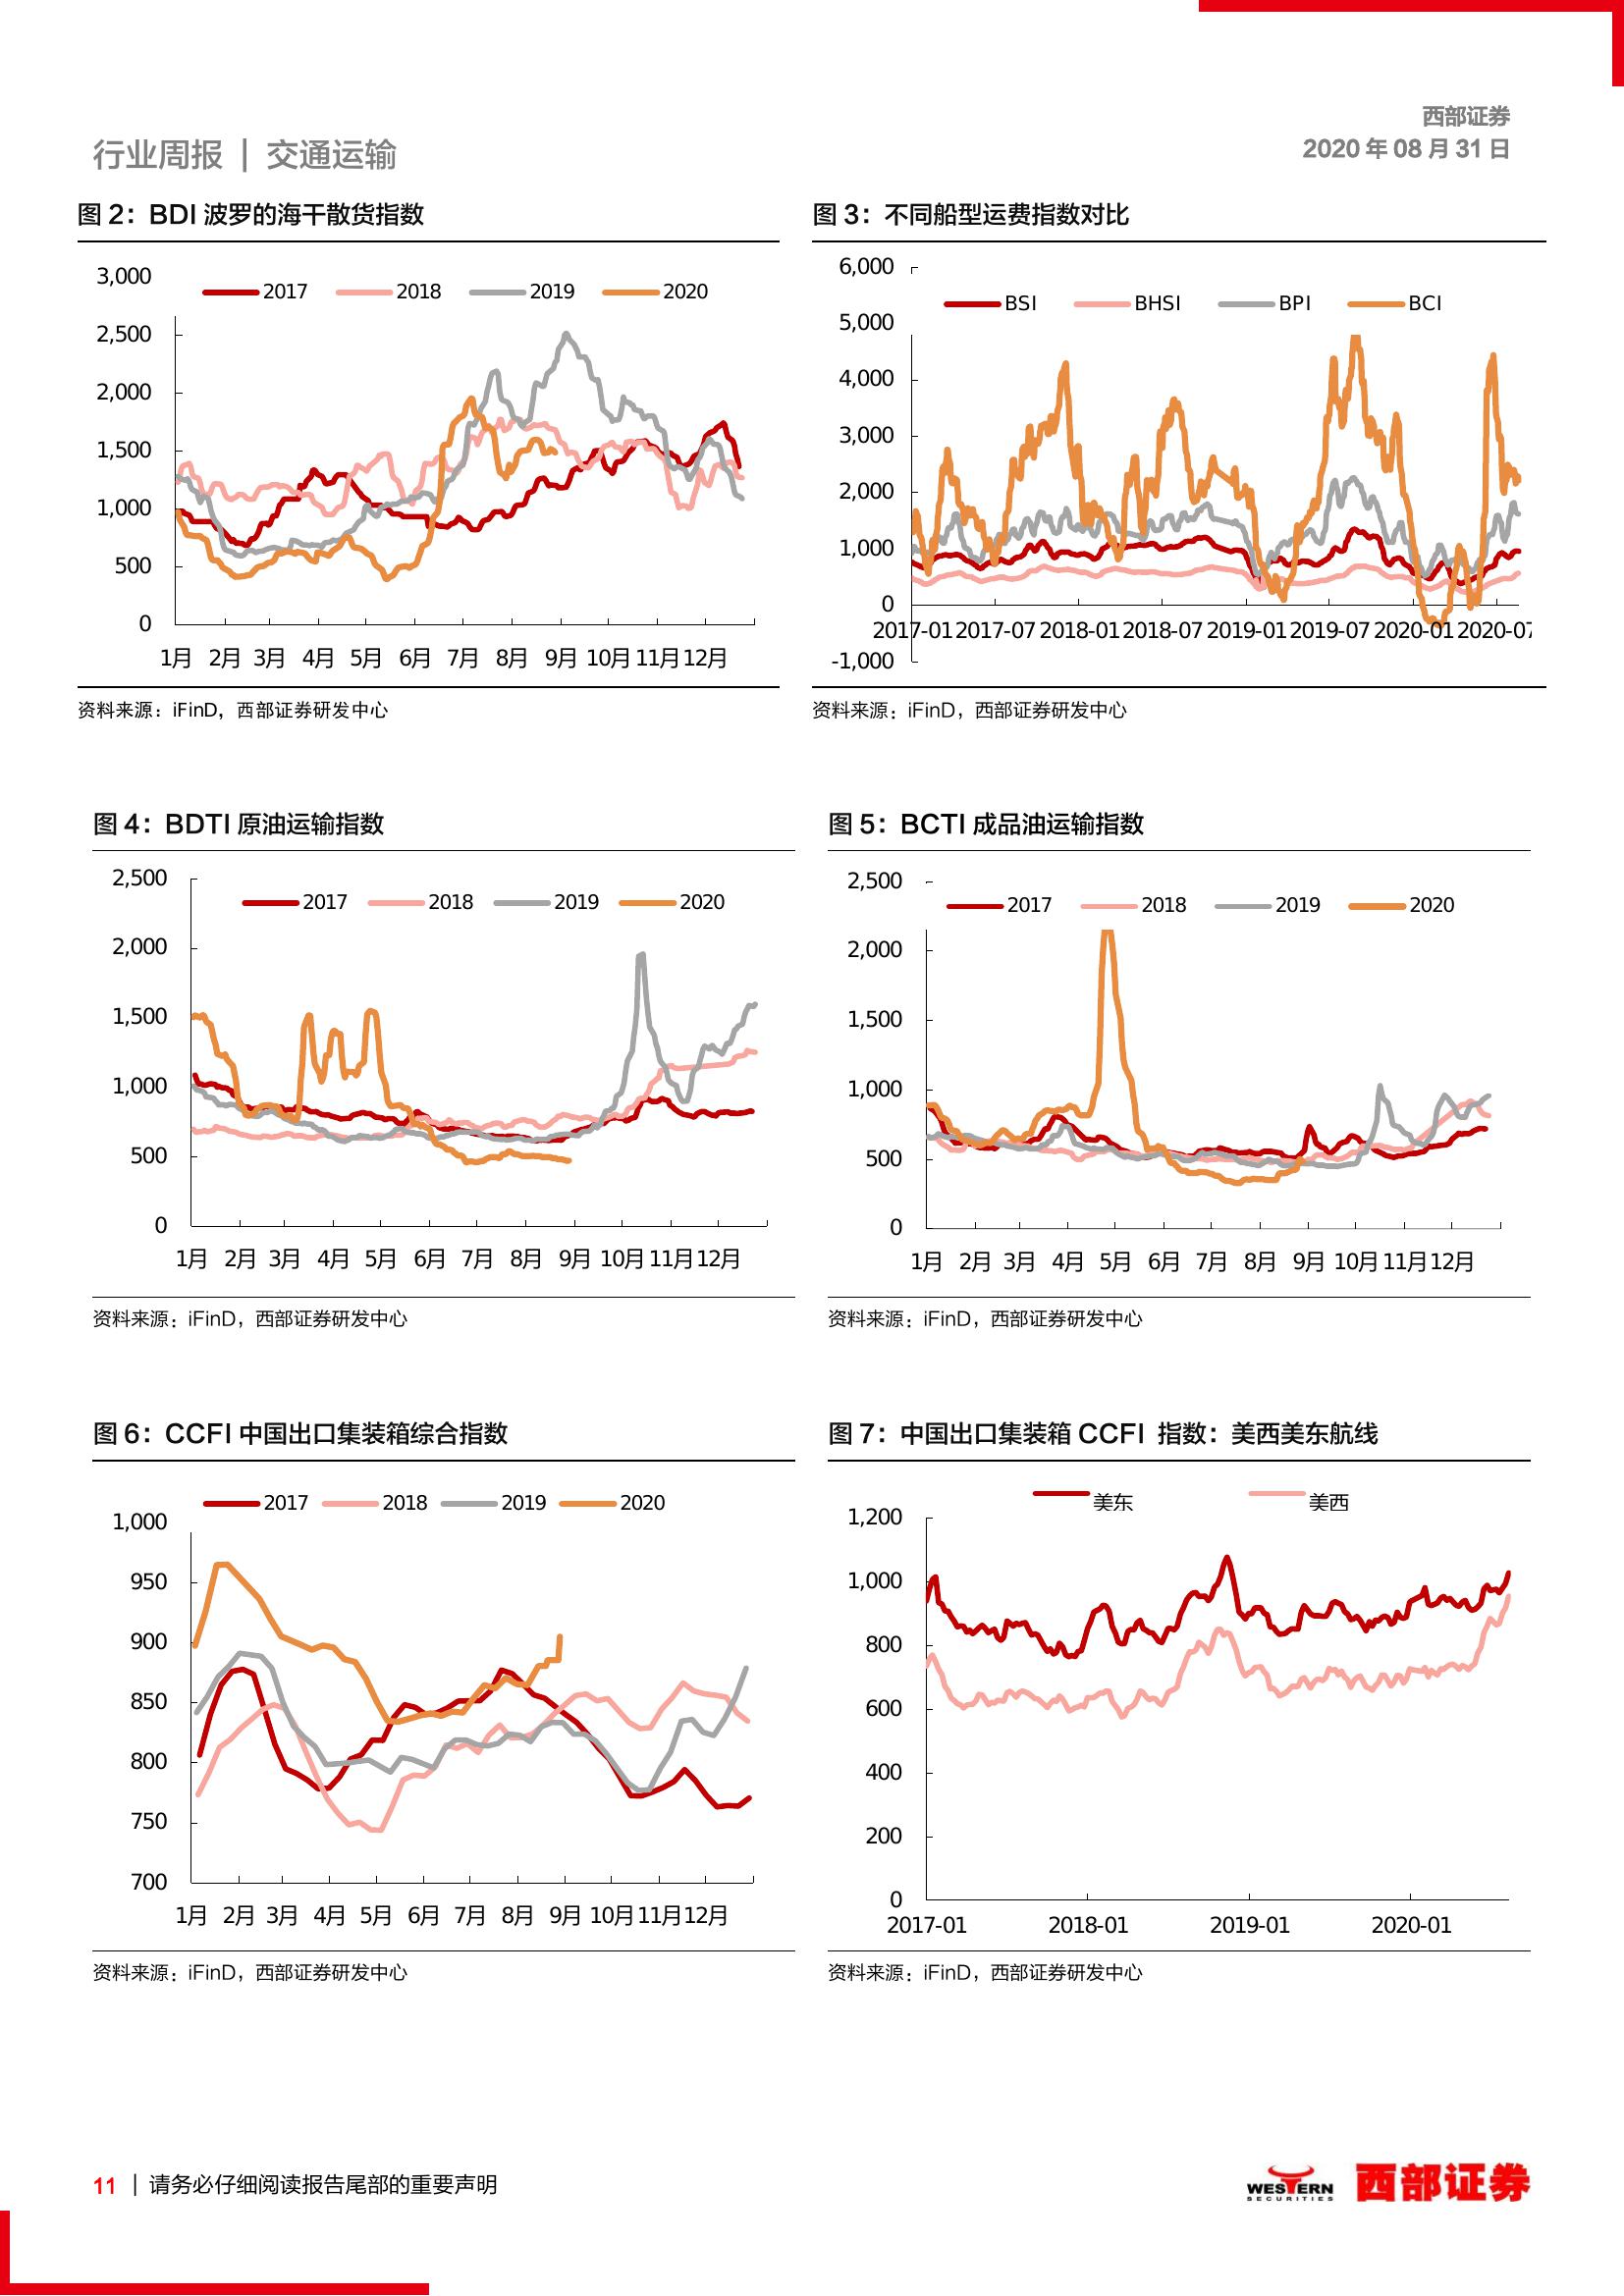 西部证券
行业周报 | 交通运输
2020 年 08 月 31 日
图 2：BDI 波罗的海干散货指数
3,000
2017 2018 2019 2020
2,500
2,000
1,500
1,000
500
0
1月 2月 3月 4月 5月 6月 7月 8月 9月 10月 11月 12月
资料来源：iFinD，西部证券研发中心
图 3：不同船型运费指数对比
6,000
BSI BHSI BPI BCI
5,000
4,000
3,000
2,000
1,000
0
2017-01 2017-07 2018-01 2018-07 2019-01 2019-07 2020-01 2020-07
-1,000
资料来源：iFinD，西部证券研发中心
图 4：BDTI 原油运输指数
2,500
2017 2018 2019 2020
2,000
1,500
1,000
500
0
1月 2月 3月 4月 5月 6月 7月 8月 9月 10月 11月 12月
资料来源：iFinD，西部证券研发中心
图 5：BCTI 成品油运输指数
2,500
2017 2018 2019 2020
2,000
1,500
1,000
500
0
1月 2月 3月 4月 5月 6月 7月 8月 9月 10月 11月 12月
资料来源：iFinD，西部证券研发中心
图 6：CCFI 中国出口集装箱综合指数
2017 2018 2019 2020
1,000
950
900
850
800
750
700
1月 2月 3月 4月 5月 6月 7月 8月 9月 10月 11月 12月
资料来源：iFinD，西部证券研发中心
图 7：中国出口集装箱 CCFI 指数：美西美东航线
美东 美西
1,200
1,000
800
600
400
200
0
2017-01 2018-01 2019-01 2020-01
资料来源：iFinD，西部证券研发中心
11 | 请务必仔细阅读报告尾部的重要声明
WESTERN
SECURITIES
西部证券